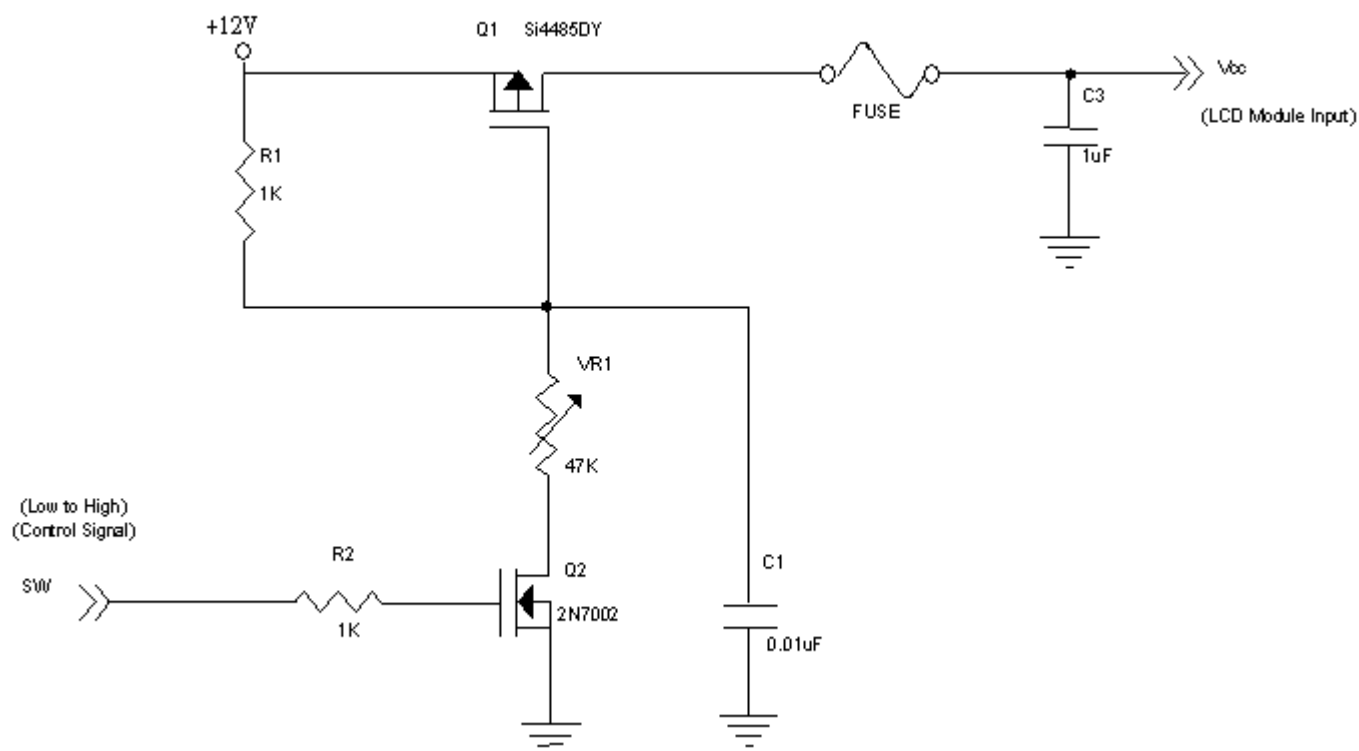 +12V
Q1 Si4485DY
Vcc
FUSE
C3
(LCD Module Input)
R1
1uF
1K
VR1
47K
(Low to High)
(Control Signal)
R2
Q2
C1
SW
2N7002
1K
0.01uF